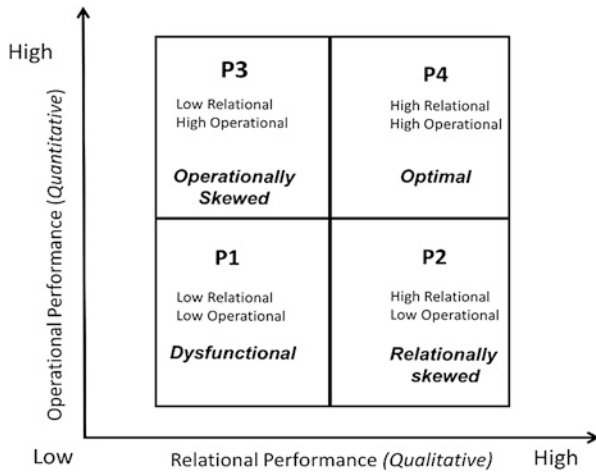 High
Operational Performance (Quantitative)
P3
Low Relational
High Operational
Operationally
Skewed
P4
High Relational
High Operational
Optimal
P1
Low Relational
Low Operational
Dysfunctional
P2
High Relational
Low Operational
Relationally
skewed
Low
Relational Performance (Qualitative)
High